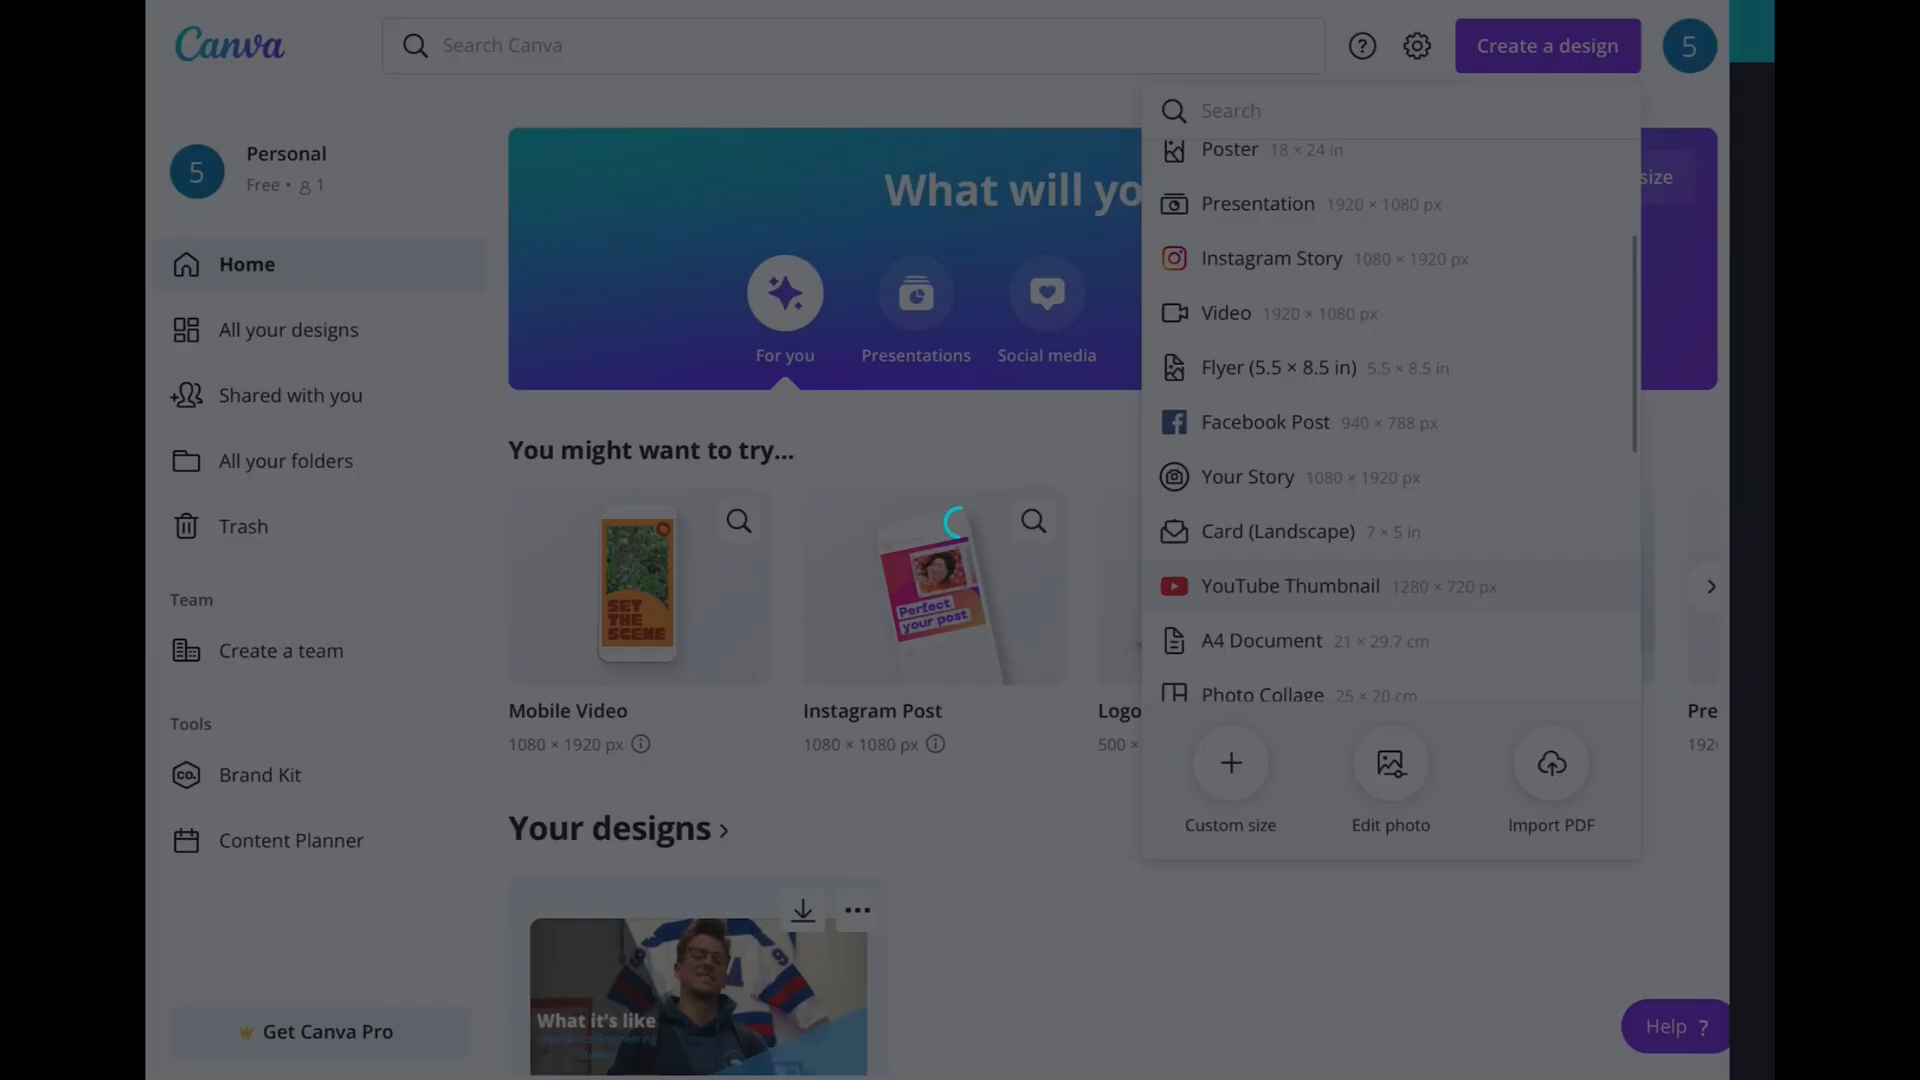 Canva
Search Canva
Create a design
5
Search
5
Personal
Free • 1
Home
All your designs
Shared with you
All your folders
Trash
Team
Create a team
Tools
Brand Kit
Content Planner
Get Canva Pro
What will yo
size
For you
Presentations
Social media
You might want to try...
SET
THE
SCENE
Perfect
your post
Mobile Video
1080 × 1920 px
Instagram Post
1080 × 1080 px
Logo
500 ×
Pre
192
Your designs ›
What it's like
Mechanical Engineering
Poster 18 × 24 in
Presentation 1920 × 1080 px
Instagram Story 1080 × 1920 px
Video 1920 × 1080 px
Flyer (5.5 × 8.5 in) 5.5 × 8.5 in
Facebook Post 940 × 788 px
Your Story 1080 × 1920 px
Card (Landscape) 7 × 5 in
YouTube Thumbnail 1280 × 720 px
A4 Document 21 × 29.7 cm
Photo Collage 25 × 20 cm
Custom size
Edit photo
Import PDF
Help ?